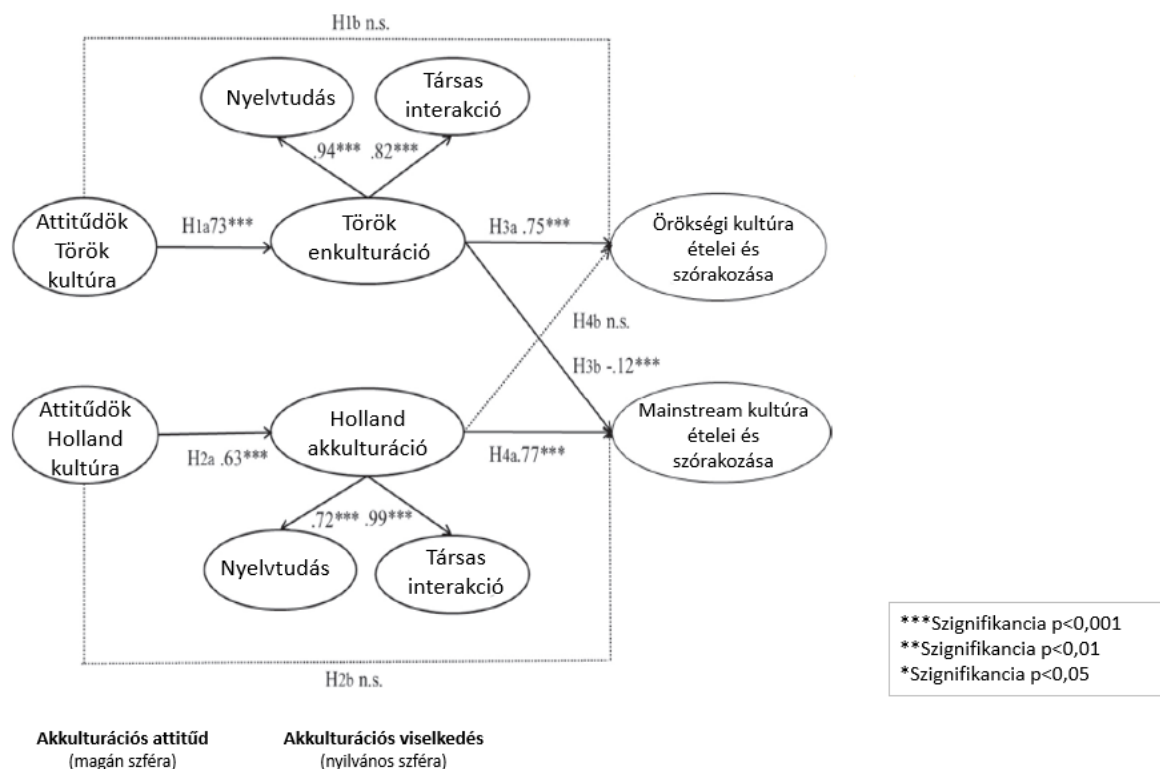 H1b n.s.
Nyelvtudás
Társas
interakció
.94*** .82***
Attitűdök
Török
kultúra
H1a73***
Török
enkulturáció
H3a .75***
Örökségi kultúra
ételei és
szórakozása
H4b n.s.
H3b -.12***
Attitűdök
Holland
kultúra
H2a .63***
Holland
akkulturáció
H4a.77***
Mainstream kultúra
ételei és
szórakozása
.72*** .99***
Nyelvtudás
Társas
interakció
H2b n.s.
***Szignifikancia p<0,001
**Szignifikancia p<0,01
*Szignifikancia p<0,05
Akkulturációs attitűd
(magán szféra)
Akkulturációs viselkedés
(nyilvános szféra)